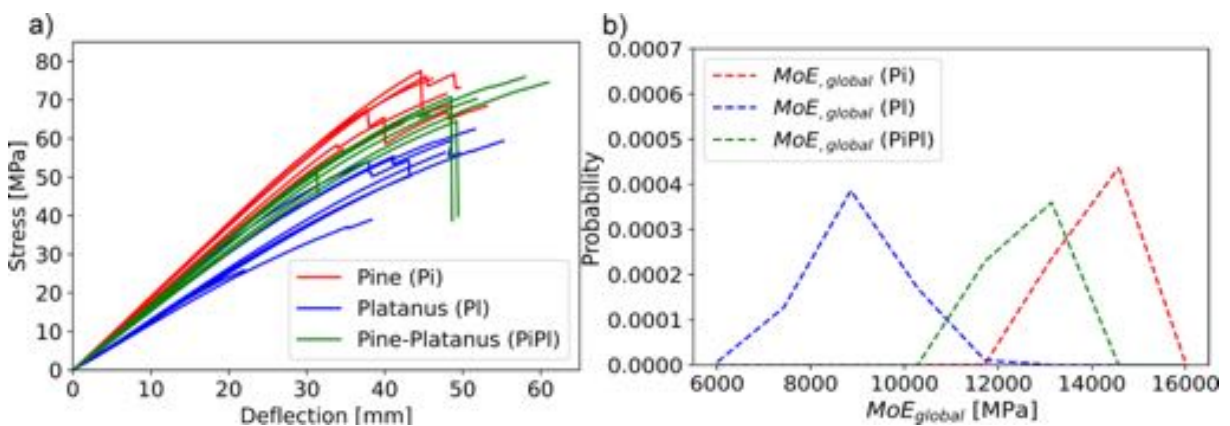 a)
80
70
60
50
40
30
20
10
0
Stress [MPa]
Pine (Pi)
Platanus (Pl)
Pine-Platanus (PiPl)
0 10 20 30 40 50 60
Deflection [mm]
b)
0.0007
0.0006
0.0005
0.0004
0.0003
0.0002
0.0001
0.0000
Probability
MoE,global (Pi)
MoE,global (Pl)
MoE,global (PiPl)
6000 8000 10000 12000 14000 16000
MoEglobal [MPa]